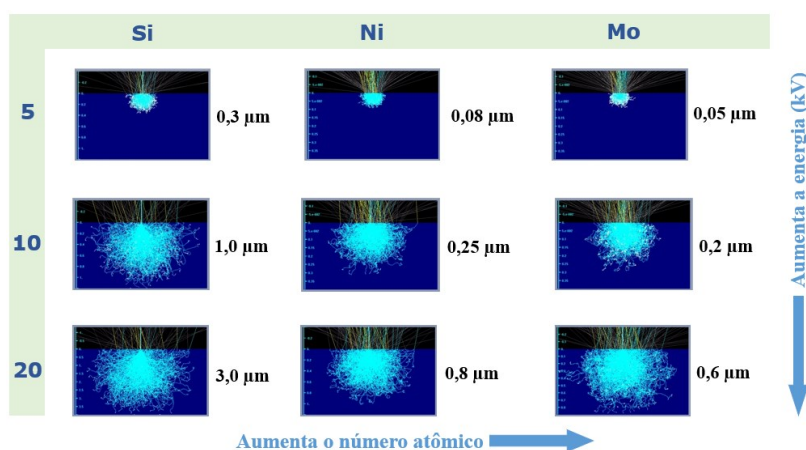 Si Ni Mo
5 0,3 µm 0,08 µm 0,05 µm
10 1,0 µm 0,25 µm 0,2 µm
20 3,0 µm 0,8 µm 0,6 µm
Aumenta o número atômico
Aumenta a energia (kV)